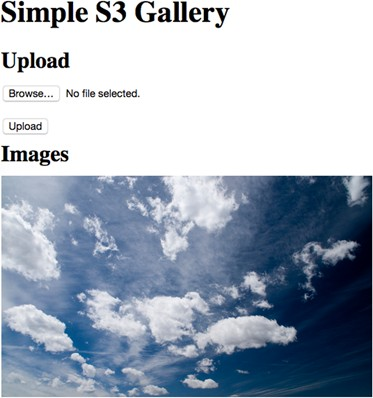 Simple S3 Gallery
Upload
Browse... No file selected.
Upload
Images